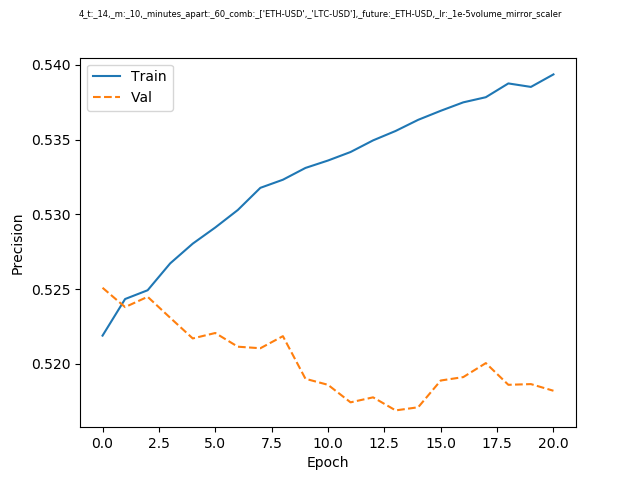 4_t:_14,_m:_10,_minutes_apart:_60_comb:_['ETH-USD',_'LTC-USD'],_future:_ETH-USD,_lr:_1e-5volume_mirror_scaler
Train
Val
0.540
0.535
0.530
0.525
0.520
Precision
0.0 2.5 5.0 7.5 10.0 12.5 15.0 17.5 20.0
Epoch